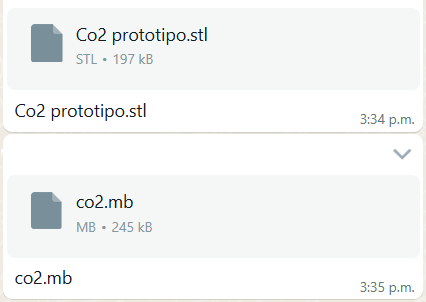 Co2 prototipo.stl
STL • 197 kB
Co2 prototipo.stl
3:34 p.m.
co2.mb
MB • 245 kB
co2.mb
3:35 p.m.